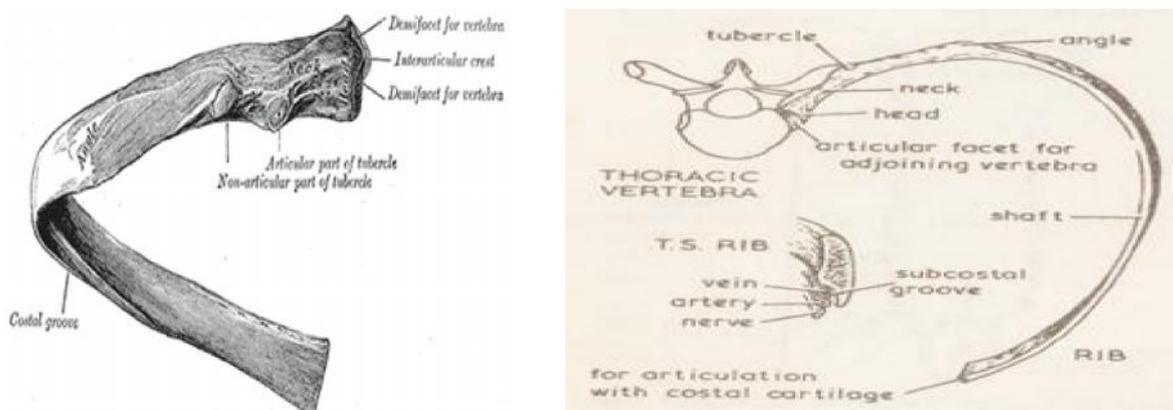 Demifacet for vertebra
Interarticular crest
Neck
Demifacet for vertebra
Angle
Articular part of tubercle
Non-articular part of tubercle
Costal groove
tubercle
angle
neck
head
articular facet for
adjoining vertebra
THORACIC
VERTEBRA
shaft
T.S. RIB
vein
subcostal
groove
artery
nerve
RIB
for articulation
with costal cartilage